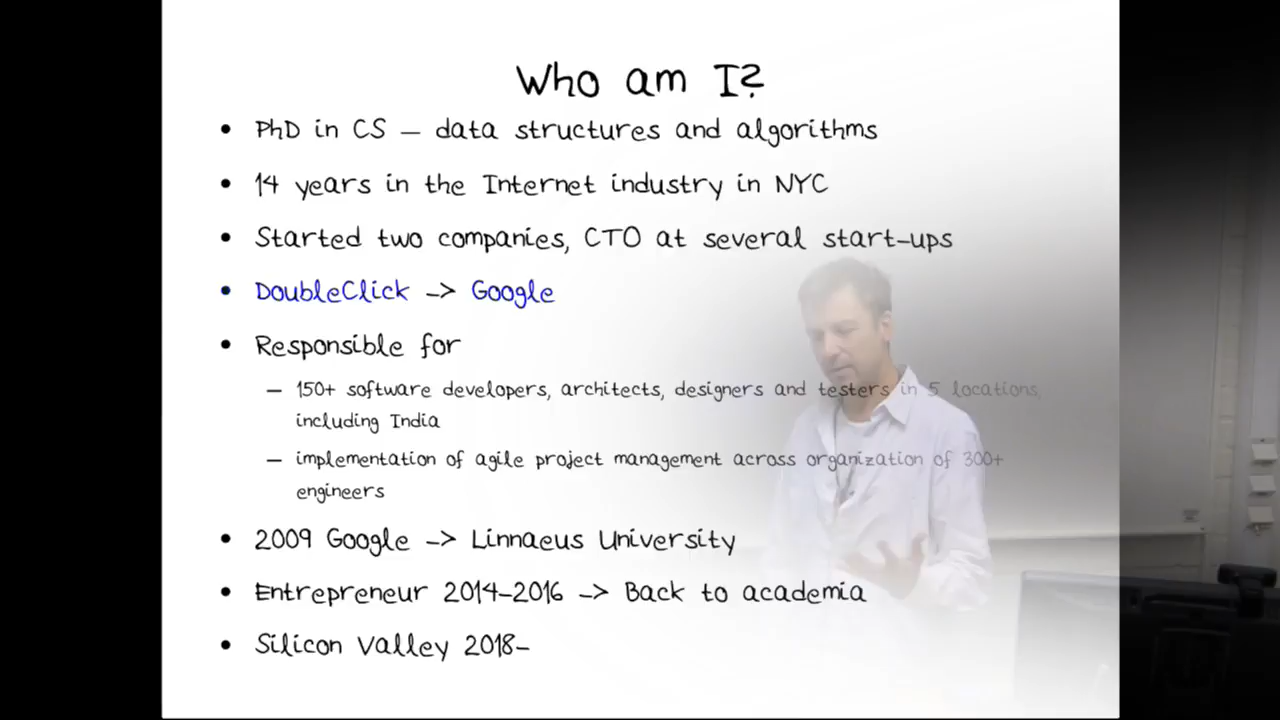 Who am I?
• PhD in CS – data structures and algorithms
• 14 years in the Internet industry in NYC
• Started two companies, CTO at several start-ups
• DoubleClick -> Google
• Responsible for
– 150+ software developers, architects, designers and testers in 5 locations,
including India
– implementation of agile project management across organization of 300+
engineers
• 2009 Google -> Linnaeus University
• Entrepreneur 2014-2016 -> Back to academia
• Silicon Valley 2018-